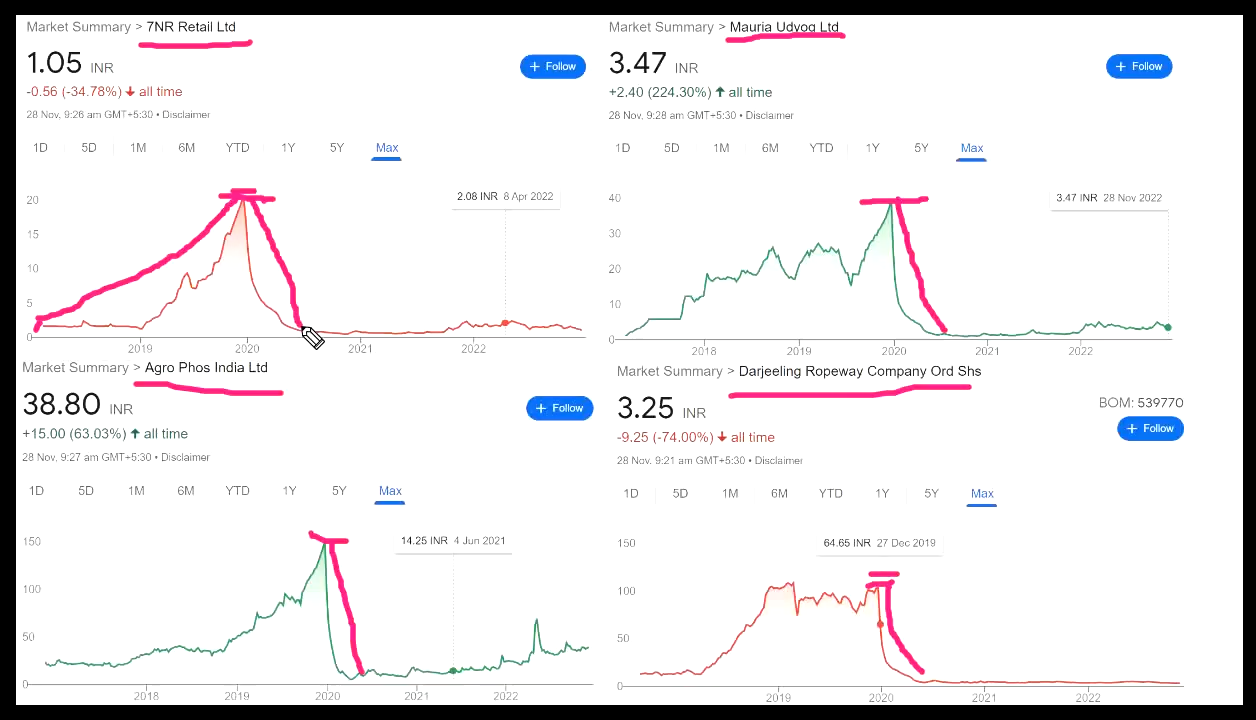 Market Summary > 7NR Retail Ltd
1.05 INR
+ Follow
-0.56 (-34.78%) ↓ all time
28 Nov, 9:26 am GMT+5:30 • Disclaimer
1D 5D 1M 6M YTD 1Y 5Y Max
2.08 INR 8 Apr 2022
20
15
10
5
0
2019 2020 2021 2022
Market Summary > Mauria Udyog Ltd
3.47 INR
+ Follow
+2.40 (224.30%) ↑ all time
28 Nov, 9:28 am GMT+5:30 • Disclaimer
1D 5D 1M 6M YTD 1Y 5Y Max
3.47 INR 28 Nov 2022
40
30
20
10
0
2018 2019 2020 2021 2022
Market Summary > Agro Phos India Ltd
38.80 INR
+ Follow
+15.00 (63.03%) ↑ all time
28 Nov, 9:27 am GMT+5:30 • Disclaimer
1D 5D 1M 6M YTD 1Y 5Y Max
14.25 INR 4 Jun 2021
150
100
50
0
2018 2019 2020 2021 2022
Market Summary > Darjeeling Ropeway Company Ord Shs
3.25 INR
BOM: 539770
+ Follow
-9.25 (-74.00%) ↓ all time
28 Nov, 9:21 am GMT+5:30 • Disclaimer
1D 5D 1M 6M YTD 1Y 5Y Max
64.65 INR 27 Dec 2019
150
100
50
0
2019 2020 2021 2022